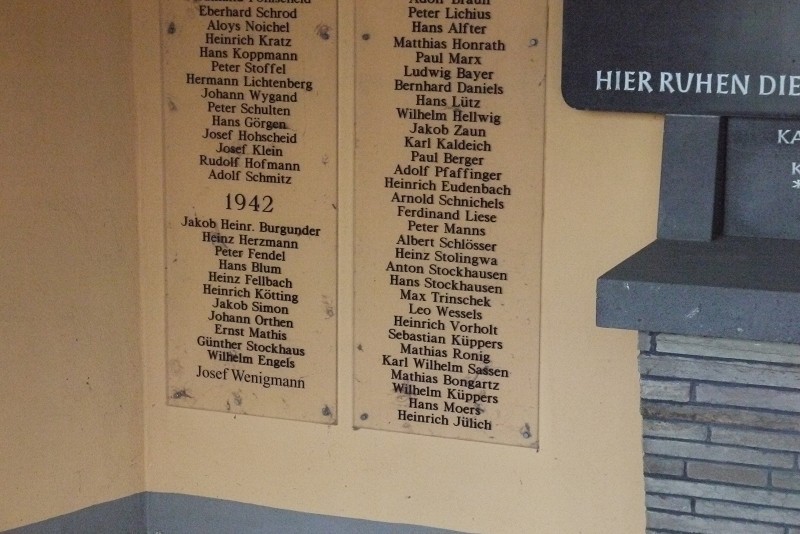 Eberhard Schrod
Aloys Noichel
Heinrich Kratz
Hans Koppmann
Peter Stoffel
Hermann Lichtenberg
Johann Wygand
Peter Schulten
Hans Görgen
Josef Hohscheid
Josef Klein
Rudolf Hofmann
Adolf Schmitz
1942
Jakob Heinr. Burgunder
Heinz Herzmann
Peter Fendel
Hans Blum
Heinz Fellbach
Heinrich Kötting
Jakob Simon
Johann Orthen
Ernst Mathis
Günther Stockhaus
Wilhelm Engels
Josef Wenigmann
Adolf Braun
Peter Lichius
Hans Alfter
Matthias Honrath
Paul Marx
Ludwig Bayer
Bernhard Daniels
Hans Lütz
Wilhelm Hellwig
Jakob Zaun
Karl Kaldeich
Paul Berger
Adolf Pfaffinger
Heinrich Eudenbach
Arnold Schnichels
Ferdinand Liese
Peter Manns
Albert Schlösser
Heinz Stolingwa
Anton Stockhausen
Hans Stockhausen
Max Trinschek
Leo Wessels
Heinrich Vorholt
Sebastian Küppers
Mathias Ronig
Karl Wilhelm Sassen
Mathias Bongartz
Wilhelm Küppers
Hans Moers
Heinrich Jülich
HIER RUHEN DIE
KA
K
*